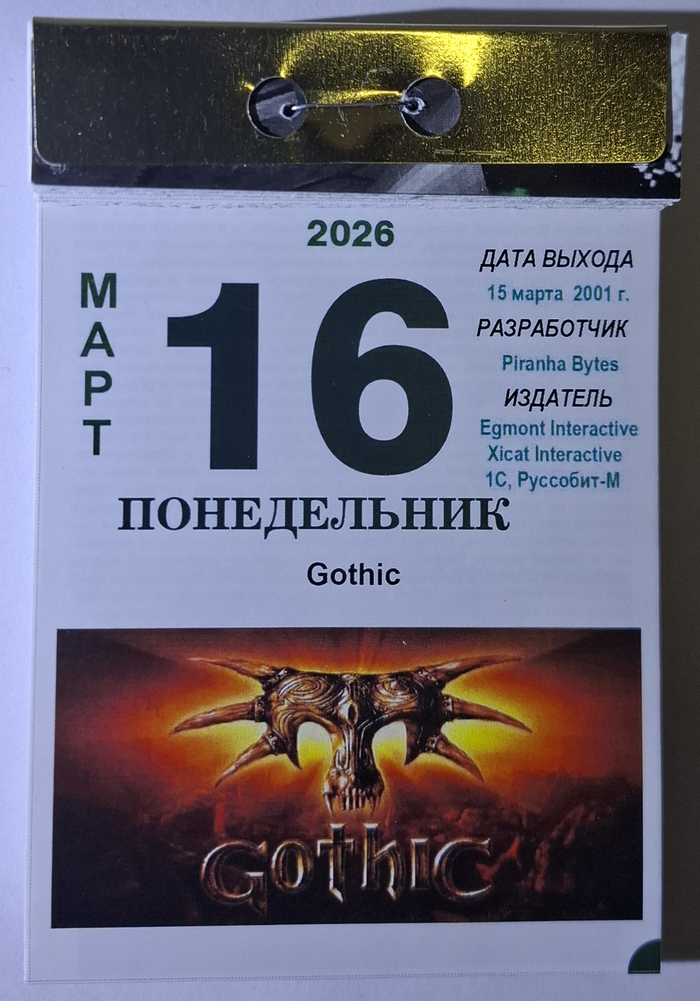 2026
МАРТ
16
ПОНЕДЕЛЬНИК
ДАТА ВЫХОДА
15 марта 2001 г.
РАЗРАБОТЧИК
Piranha Bytes
ИЗДАТЕЛЬ
Egmont Interactive
Xicat Interactive
1С, Руссобит-М
Gothic
GOTHIC